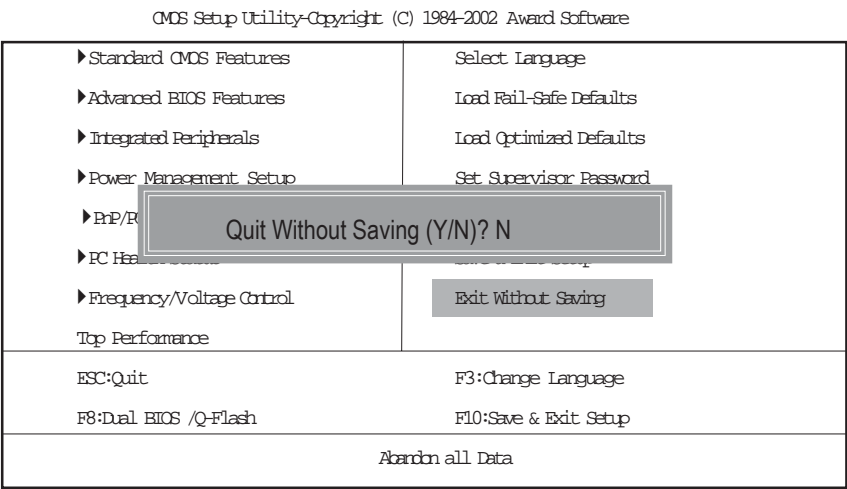 CMOS Setup Utility-Copyright (C) 1984-2002 Award Software
Standard CMOS Features
Advanced BIOS Features
Integrated Peripherals
Power Management Setup
PnP/P
PC Hea
Frequency/Voltage Control
Top Performance
Select Language
Load Fail-Safe Defaults
Load Optimized Defaults
Set Supervisor Password
Exit Without Saving
Quit Without Saving (Y/N)? N
ESC:Quit
F3:Change Language
F8:Dual BIOS /Q-Flash
F10:Save & Exit Setup
Abandon all Data